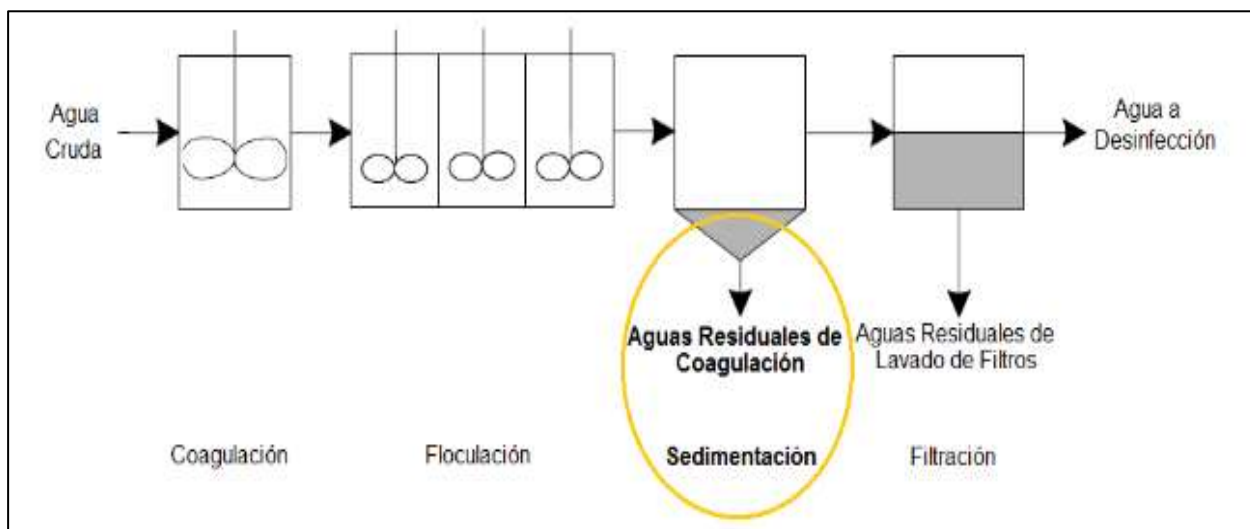 Agua
Cruda
Agua a
Desinfección
Aguas Residuales de
Coagulación
Aguas Residuales de
Lavado de Filtros
Coagulación
Floculación
Sedimentación
Filtración